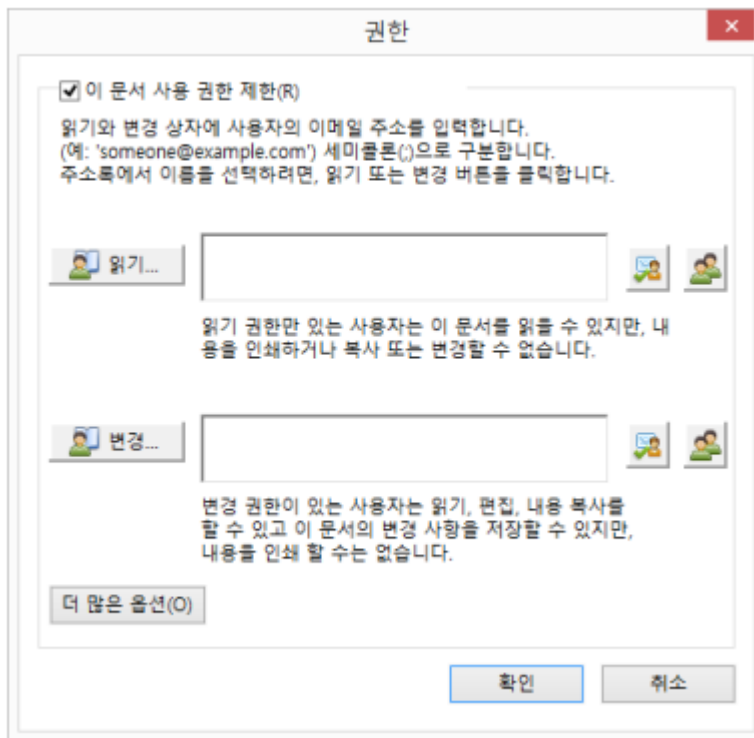 권한
이 문서 사용 권한 제한(R)
읽기와 변경 상자에 사용자의 이메일 주소를 입력합니다.
(예: 'someone@example.com') 세미콜론(;)으로 구분합니다.
주소록에서 이름을 선택하려면, 읽기 또는 변경 버튼을 클릭합니다.
읽기...
읽기 권한만 있는 사용자는 이 문서를 읽을 수 있지만, 내
용을 인쇄하거나 복사 또는 변경할 수 없습니다.
변경...
변경 권한이 있는 사용자는 읽기, 편집, 내용 복사를
할 수 있고 이 문서의 변경 사항을 저장할 수 있지만,
내용을 인쇄 할 수는 없습니다.
더 많은 옵션(O)
확인
취소